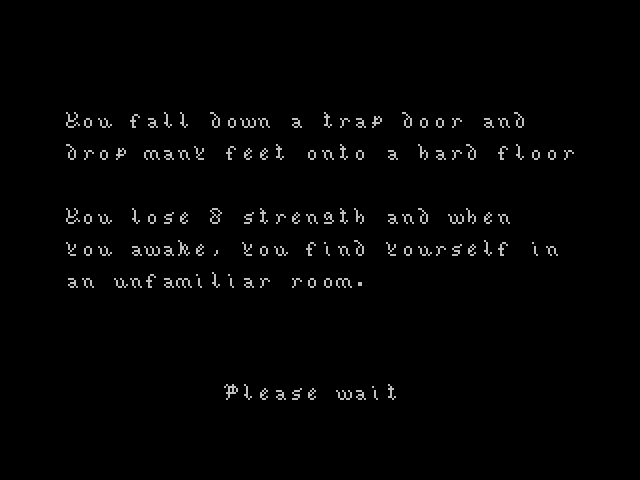 You fall down a trap door and
drop many feet onto a hard floor
You lose 8 strength and when
you awake, you find yourself in
an unfamiliar room.
Please wait